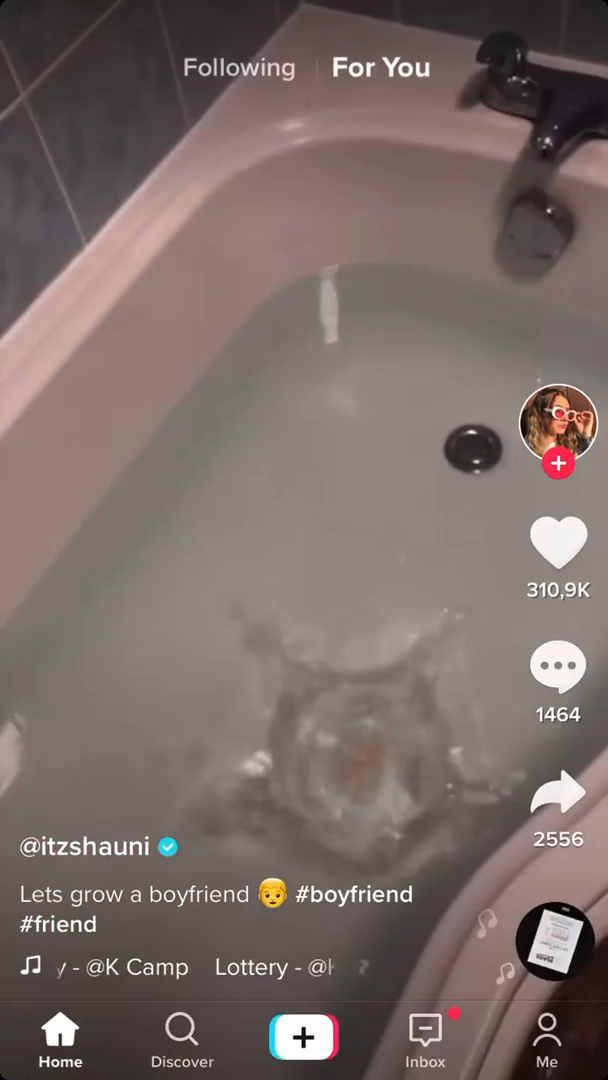 Following For You
310,9K
1464
2556
@itzshauni
Lets grow a boyfriend 👦 #boyfriend
#friend
y - @K Camp Lottery - @
Home Discover Inbox Me